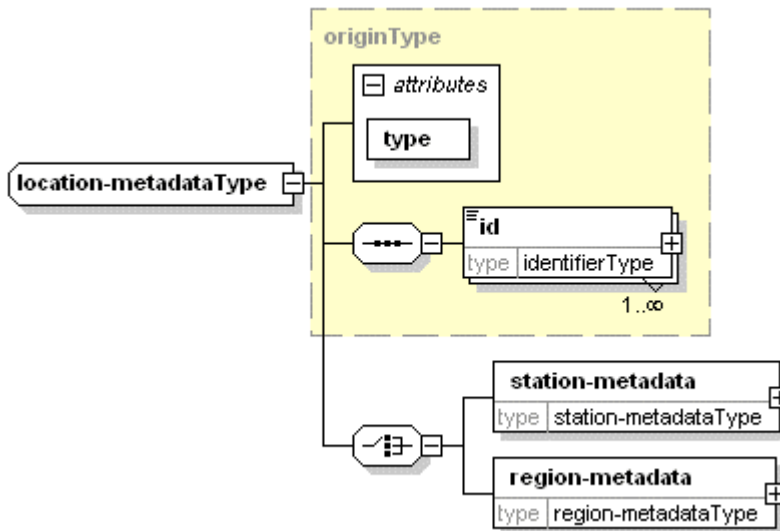 originType
attributes
type
location-metadataType
id
type identifierType
1..∞
station-metadata
type station-metadataType
region-metadata
type region-metadataType